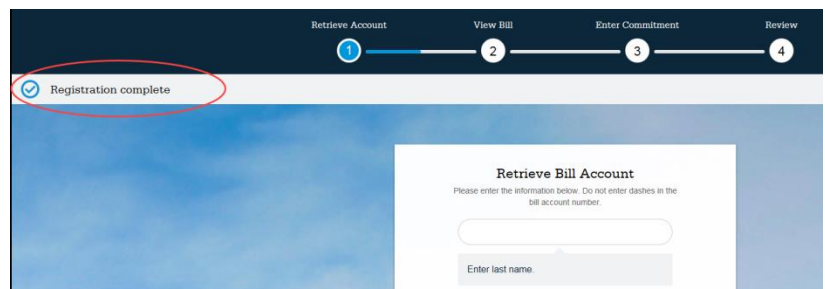 Retrieve Account View Bill Enter Commitment Review
1 2 3 4
Registration complete
Retrieve Bill Account
Please enter the information below. Do not enter dashes in the
bill account number.
Enter last name.